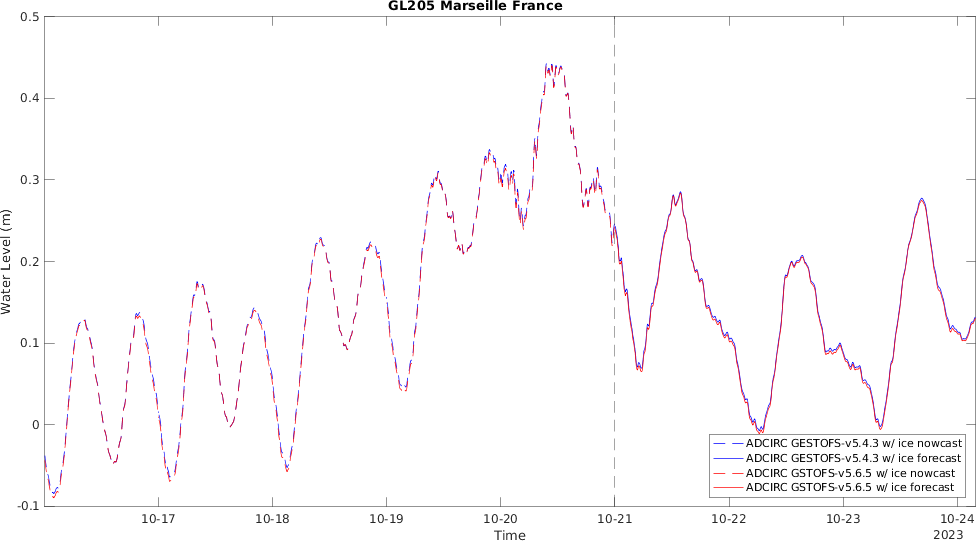 GL205 Marseille France
0.5
0.4
0.3
0.2
0.1
0
-0.1
Water Level (m)
10-17 10-18 10-19 10-20 10-21 10-22 10-23 10-24
Time
2023
ADCIRC GESTOFS-v5.4.3 w/ ice nowcast
ADCIRC GESTOFS-v5.4.3 w/ ice forecast
ADCIRC GSTOFS-v5.6.5 w/ ice nowcast
ADCIRC GSTOFS-v5.6.5 w/ ice forecast